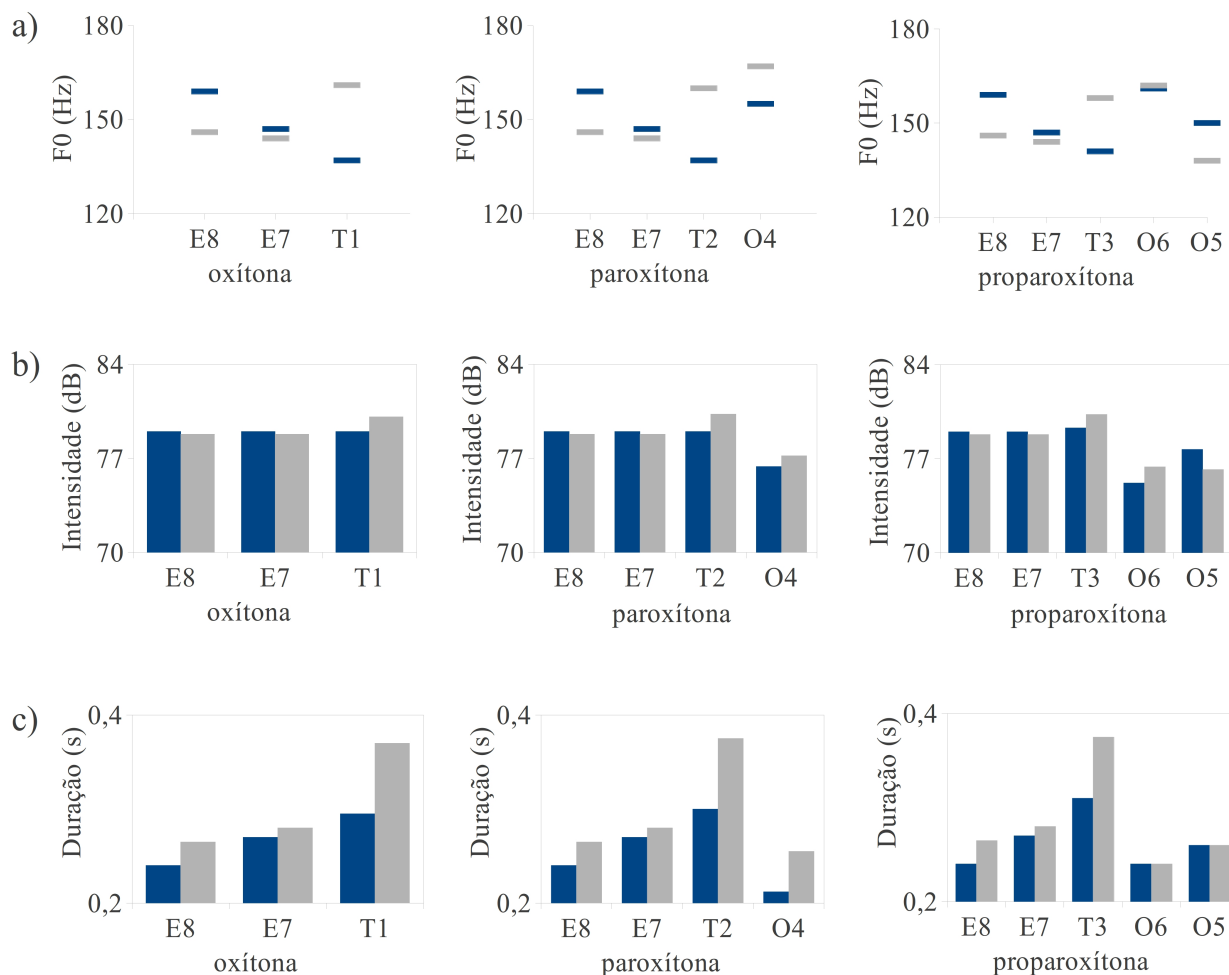 a)
F0 (Hz)
180
150
120
E8 E7 T1
oxítona
F0 (Hz)
180
150
120
E8 E7 T2 O4
paroxítona
F0 (Hz)
180
150
120
E8 E7 T3 O6 O5
proparoxítona
b)
Intensidade (dB)
84
77
70
E8 E7 T1
oxítona
Intensidade (dB)
84
77
70
E8 E7 T2 O4
paroxítona
Intensidade (dB)
84
77
70
E8 E7 T3 O6 O5
proparoxítona
c)
Duração (s)
0,4
0,2
E8 E7 T1
oxítona
Duração (s)
0,4
0,2
E8 E7 T2 O4
paroxítona
Duração (s)
0,4
0,2
E8 E7 T3 O6 O5
proparoxítona